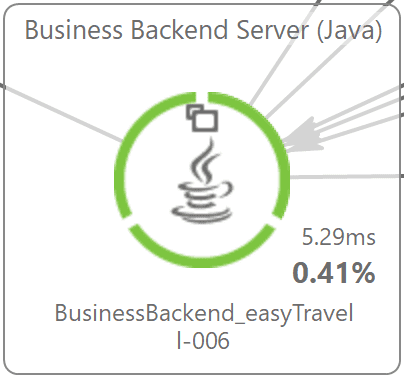 Business Backend Server (Java)
5.29ms
0.41%
BusinessBackend_easyTravel
l-006